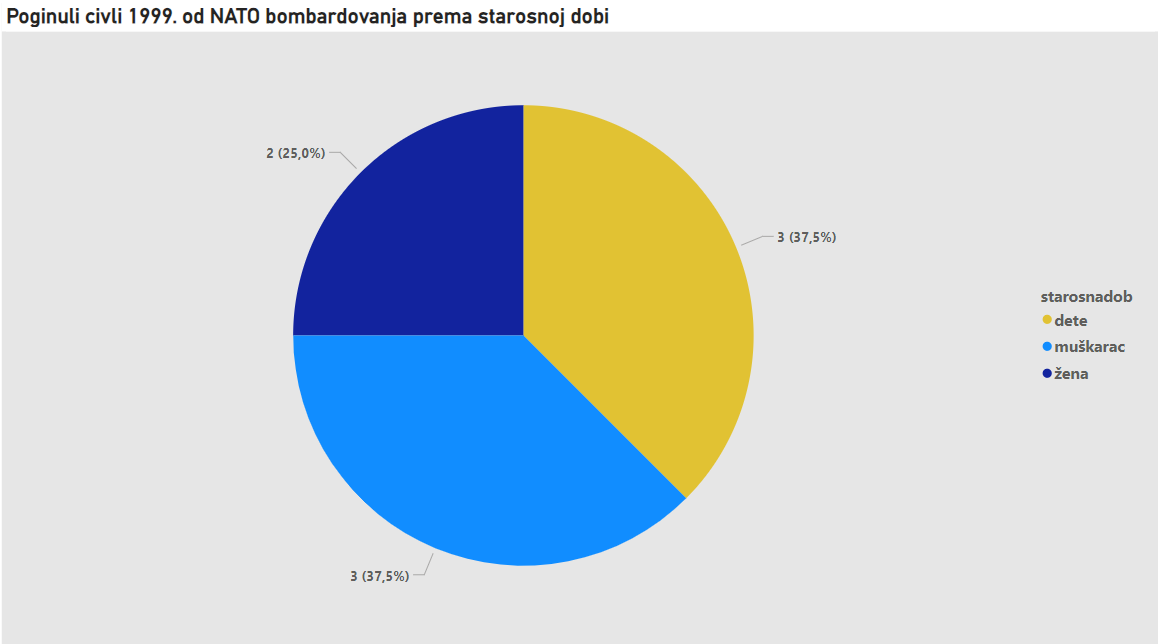 Poginuli civli 1999. od NATO bombardovanja prema starosnoj dobi
2 (25,0%)
3 (37,5%)
starosnadob
dete
muškarac
žena
3 (37,5%)